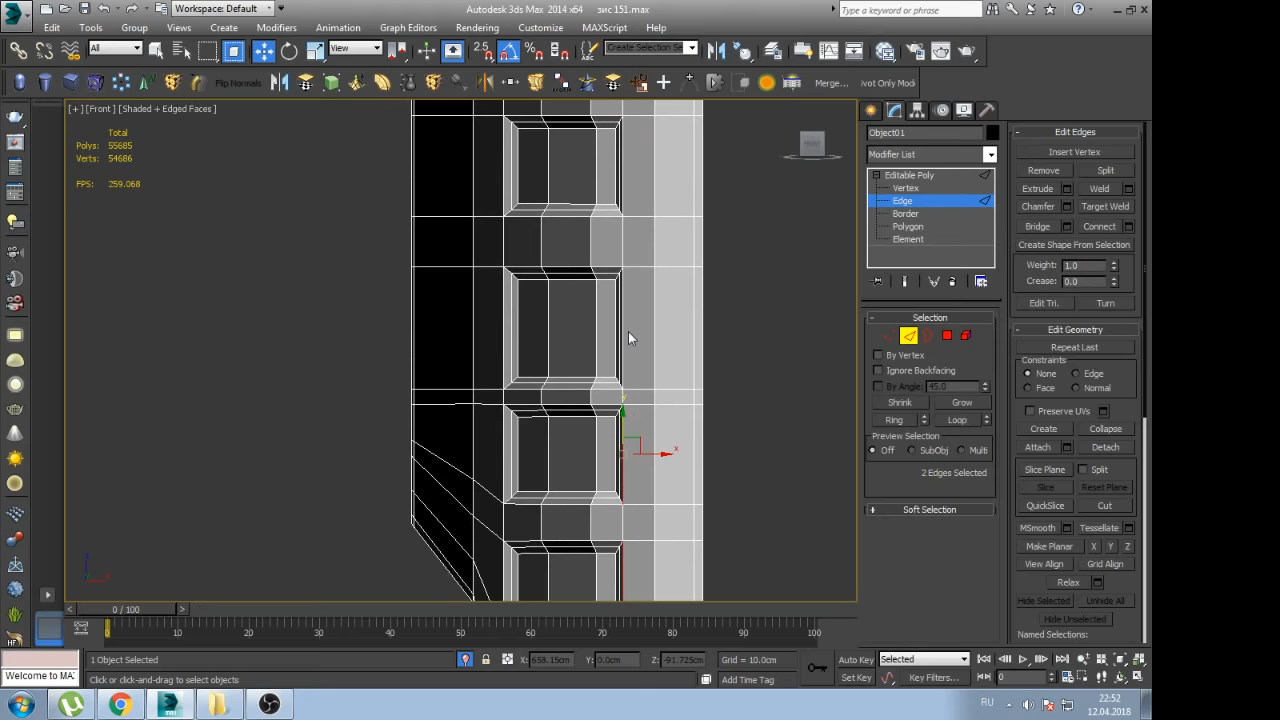 Workspace: Default
Autodesk 3ds Max 2014 x64 зис 151.max
Type a keyword or phrase
Edit Tools Group Views Create Modifiers Animation Graph Editors Rendering Customize MAXScript Help
All View 2.5 Create Selection Se
Flip Normals Merge... ivot Only Mod
[+] [Front] [Shaded + Edged Faces]
Total
Polys: 55685
Verts: 54686
FPS: 259.068
FRONT
Object01
Modifier List
Editable Poly
Vertex
Edge
Border
Polygon
Element
Selection
By Vertex
Ignore Backfacing
By Angle: 45.0
Shrink Grow
Ring Loop
Preview Selection
Off SubObj Multi
2 Edges Selected
Soft Selection
Edit Edges
Insert Vertex
Remove Split
Extrude Weld
Chamfer Target Weld
Bridge Connect
Create Shape From Selection
Weight: 1.0
Crease: 0.0
Edit Tri. Turn
Edit Geometry
Repeat Last
Constraints
None Edge
Face Normal
Preserve UVs
Create Collapse
Attach Detach
Slice Plane Split
Slice Reset Plane
QuickSlice Cut
MSmooth Tessellate
Make Planar X Y Z
View Align Grid Align
Relax
Hide Selected Unhide All
Hide Unselected
Named Selections:
x
y
HF
0 / 100
0 10 20 30 40 50 60 70 80 90 100
1 Object Selected X: 658.15cm Y: 0.0cm Z: -91.725cm Grid = 10.0cm Auto Key Selected
Welcome to MA Click or click-and-drag to select objects Add Time Tag Set Key Key Filters... 0
RU 22:52
12.04.2018